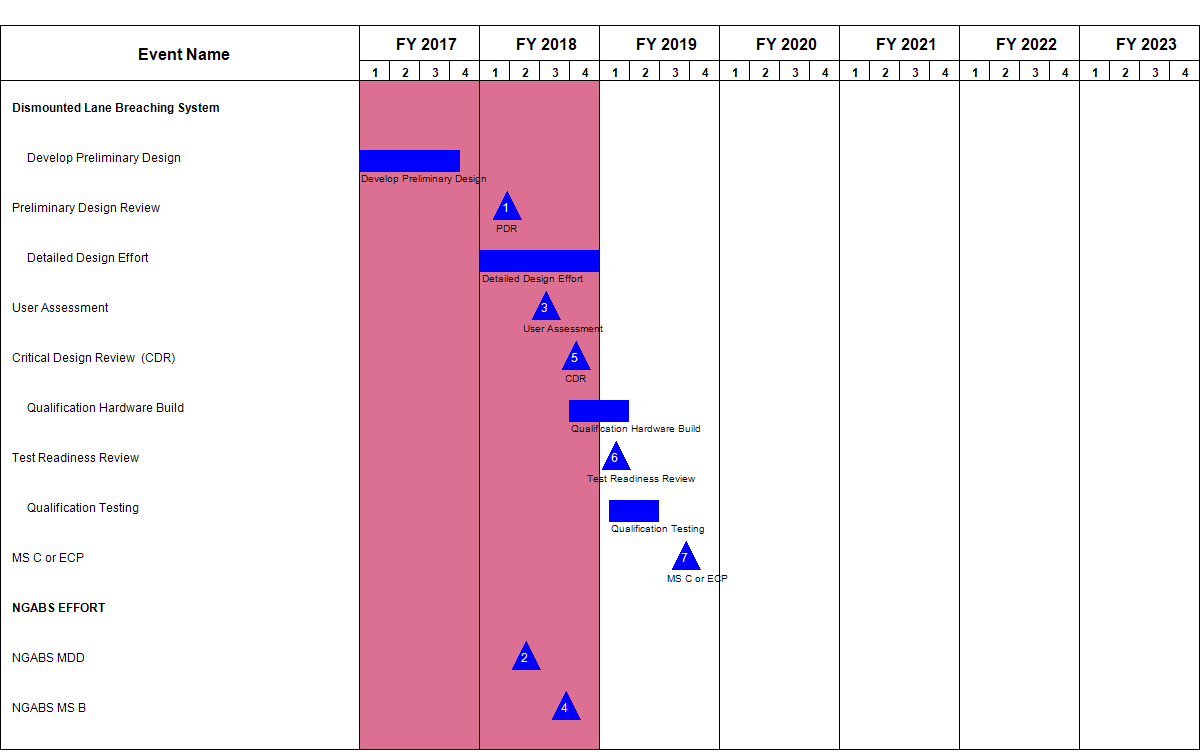 Event Name
FY 2017 FY 2018 FY 2019 FY 2020 FY 2021 FY 2022 FY 2023
1 2 3 4 1 2 3 4 1 2 3 4 1 2 3 4 1 2 3 4 1 2 3 4 1 2 3 4
Dismounted Lane Breaching System
Develop Preliminary Design
Develop Preliminary Design
Preliminary Design Review
1
PDR
Detailed Design Effort
Detailed Design Effort
User Assessment
3
User Assessment
Critical Design Review (CDR)
5
CDR
Qualification Hardware Build
Qualification Hardware Build
Test Readiness Review
6
Test Readiness Review
Qualification Testing
Qualification Testing
MS C or ECP
7
MS C or ECP
NGABS EFFORT
NGABS MDD
2
NGABS MS B
4